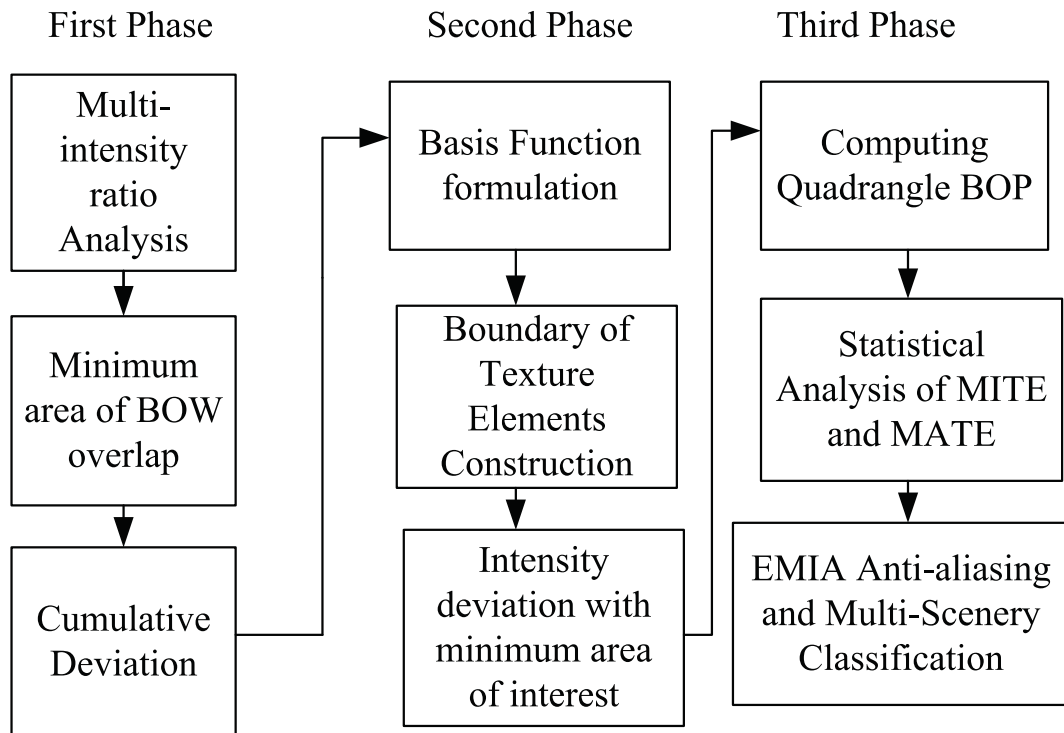 First Phase
Multi-
intensity
ratio
Analysis
Minimum
area of BOW
overlap
Cumulative
Deviation
Second Phase
Basis Function
formulation
Boundary of
Texture
Elements
Construction
Intensity
deviation with
minimum area
of interest
Third Phase
Computing
Quadrangle BOP
Statistical
Analysis of MITE
and MATE
EMIA Anti-aliasing
and Multi-Scenery
Classification